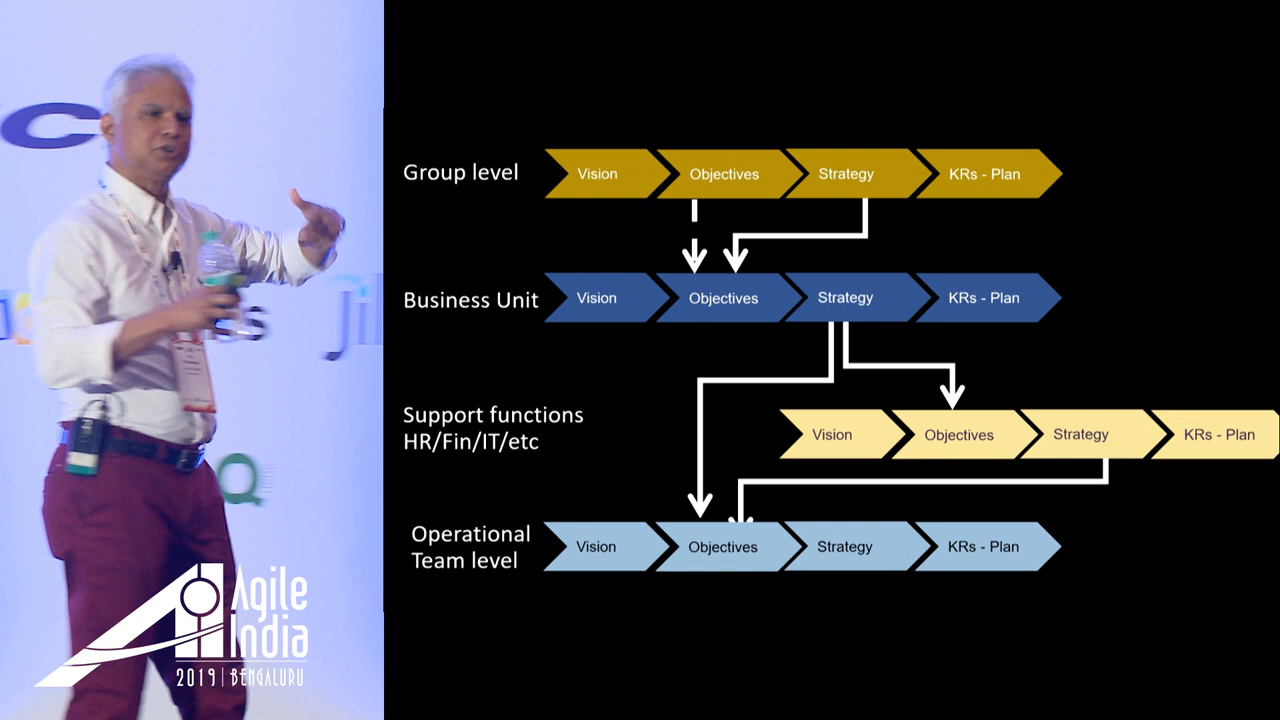 Group level
Vision
Objectives
Strategy
KRs - Plan
Business Unit
Vision
Objectives
Strategy
KRs - Plan
Support functions
HR/Fin/IT/etc
Vision
Objectives
Strategy
KRs - Plan
Operational
Team level
Vision
Objectives
Strategy
KRs - Plan
Agile
India
2019 | BENGALURU